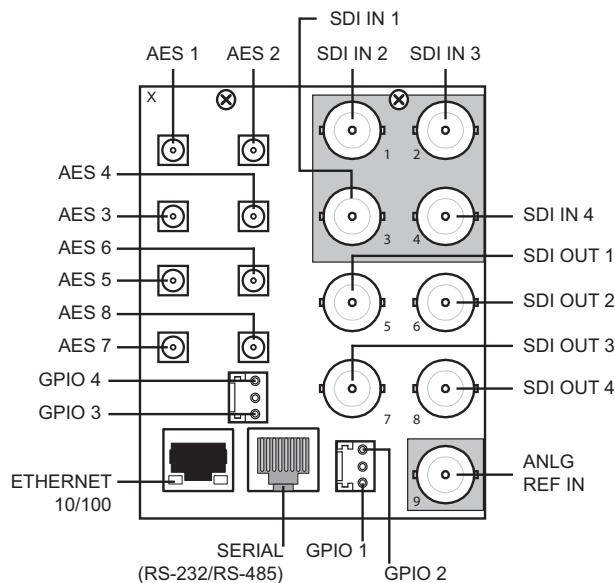 SDI IN 1
AES 1
AES 2
SDI IN 2
SDI IN 3
X
1
2
AES 4
AES 3
3
4
SDI IN 4
AES 6
SDI OUT 1
AES 5
SDI OUT 2
AES 8
5
6
AES 7
SDI OUT 3
GPIO 4
SDI OUT 4
GPIO 3
7
8
ETHERNET
10/100
ANLG
REF IN
9
SERIAL
(RS-232/RS-485)
GPIO 1
GPIO 2